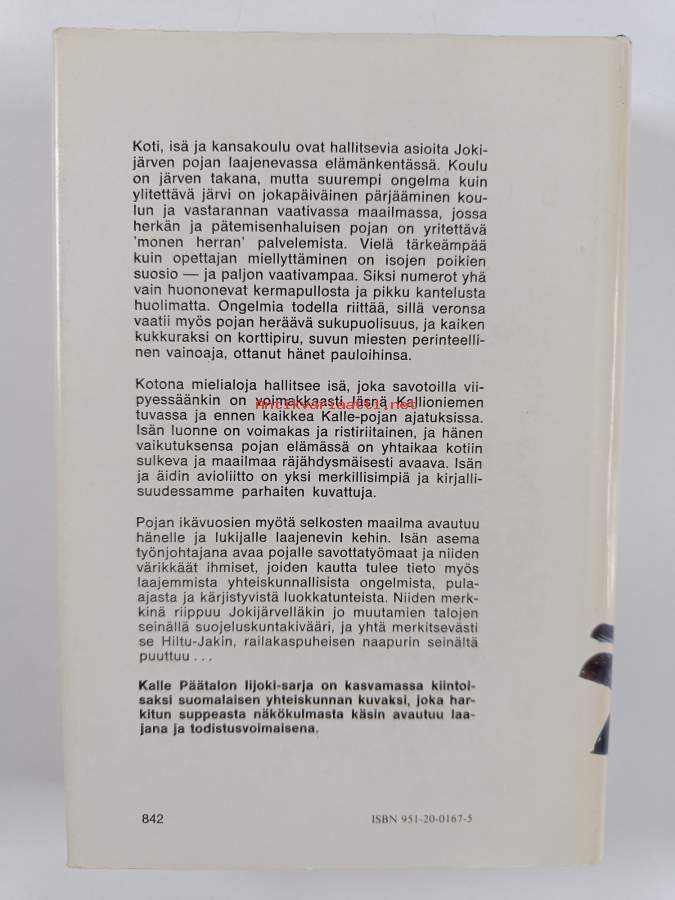 Koti, isä ja kansakoulu ovat hallitsevia asioita Joki-
järven pojan laajenevassa elämänkentässä. Koulu
on järven takana, mutta suurempi ongelma kuin
ylitettävä järvi on jokapäiväinen pärjääminen kou-
lun ja vastarannan vaativassa maailmassa, jossa
herkän ja pätemisenhaluisen pojan on yritettävä
'monen herran' palvelemista. Vielä tärkeämpää
kuin opettajan miellyttäminen on isojen poikien
suosio — ja paljon vaativampaa. Siksi numerot yhä
vain huononevat kermapullosta ja pikku kantelusta
huolimatta. Ongelmia todella riittää, sillä veronsa
vaatii myös pojan heräävä sukupuolisuus, ja kaiken
kukkuraksi on korttipiru, suvun miesten perinteelli-
nen vainoaja, ottanut hänet pauloihinsa.
Kotona mielialoja hallitsee isä, joka savotoilla vii-
pyessäänkin on voimakkaasti läsnä Kallioniemen
antikvariaatti.net
tuvassa ja ennen kaikkea Kalle-pojan ajatuksissa.
Isän luonne on voimakas ja ristiriitainen, ja hänen
vaikutuksensa pojan elämässä on yhtaikaa kotiin
sulkeva ja maailmaa räjähdysmäisesti avaava. Isän
ja äidin avioliitto on yksi merkillisimpiä ja kirjalli-
suudessamme parhaiten kuvattuja.
Pojan ikävuosien myötä selkosten maailma avautuu
hänelle ja lukijalle laajenevin kehin. Isän asema
työnjohtajana avaa pojalle savottatyömaat ja niiden
värikkäät ihmiset, joiden kautta tulee tieto myös
laajemmista yhteiskunnallisista ongelmista, pula-
ajasta ja kärjistyvistä luokkatunteista. Niiden merk-
kinä riippuu Jokijärvelläkin jo muutamien talojen
seinällä suojeluskuntakivääri, ja yhtä merkitsevästi
se Hiltu-Jakin, railakaspuheisen naapurin seinältä
puuttuu . . .
Kalle Päätalon Iijoki-sarja on kasvamassa kiintoi-
saksi suomalaisen yhteiskunnan kuvaksi, joka har-
kitun suppeasta näkökulmasta käsin avautuu laa-
jana ja todistusvoimaisena.
842
ISBN 951-20-0167-5